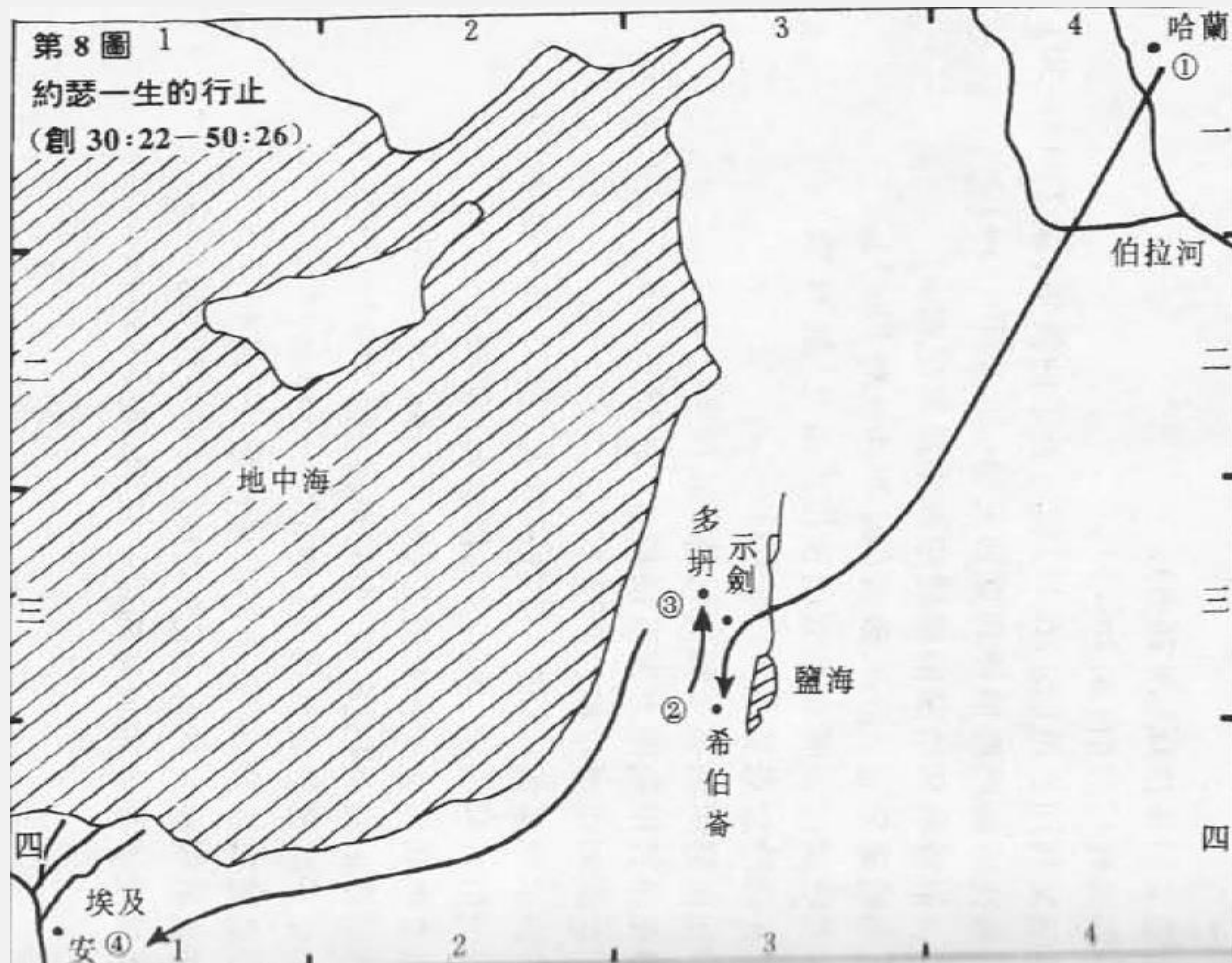 第8圖
約瑟一生的行止
(創 30:22－50:26)
1
2
3
4
哈蘭
①
一
伯拉河
二
二
地中海
多坍
示劍
③
三
三
②
鹽海
希伯崙
四
四
埃及
安④
1
2
3
4